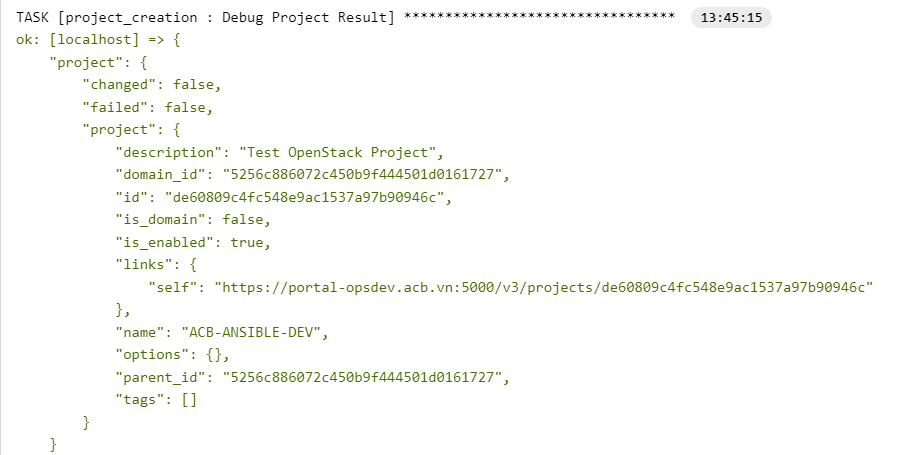 TASK [project_creation : Debug Project Result] ********************************* 13:45:15
ok: [localhost] => {
    "project": {
        "changed": false,
        "failed": false,
        "project": {
            "description": "Test OpenStack Project",
            "domain_id": "5256c886072c450b9f444501d0161727",
            "id": "de60809c4fc548e9ac1537a97b90946c",
            "is_domain": false,
            "is_enabled": true,
            "links": {
                "self": "https://portal-opsdev.acb.vn:5000/v3/projects/de60809c4fc548e9ac1537a97b90946c"
            },
            "name": "ACB-ANSIBLE-DEV",
            "options": {},
            "parent_id": "5256c886072c450b9f444501d0161727",
            "tags": []
        }
    }